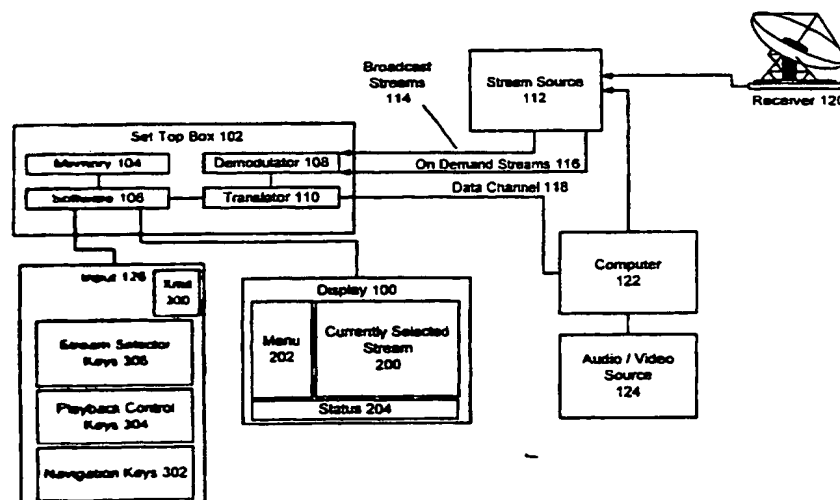 Broadcast
Streams
114
Stream Source
112
Receiver 120
Set Top Box 102
Memory 104
Demodulator 108
On Demand Streams 116
Software 106
Translator 110
Data Channel 118
Input 126
300
Display 100
Computer
122
Stream Selector
Keys 306
Menu
202
Currently Selected
Stream
200
Audio / Video
Source
124
Playback Control
Keys 304
Status 204
Navigation Keys 302